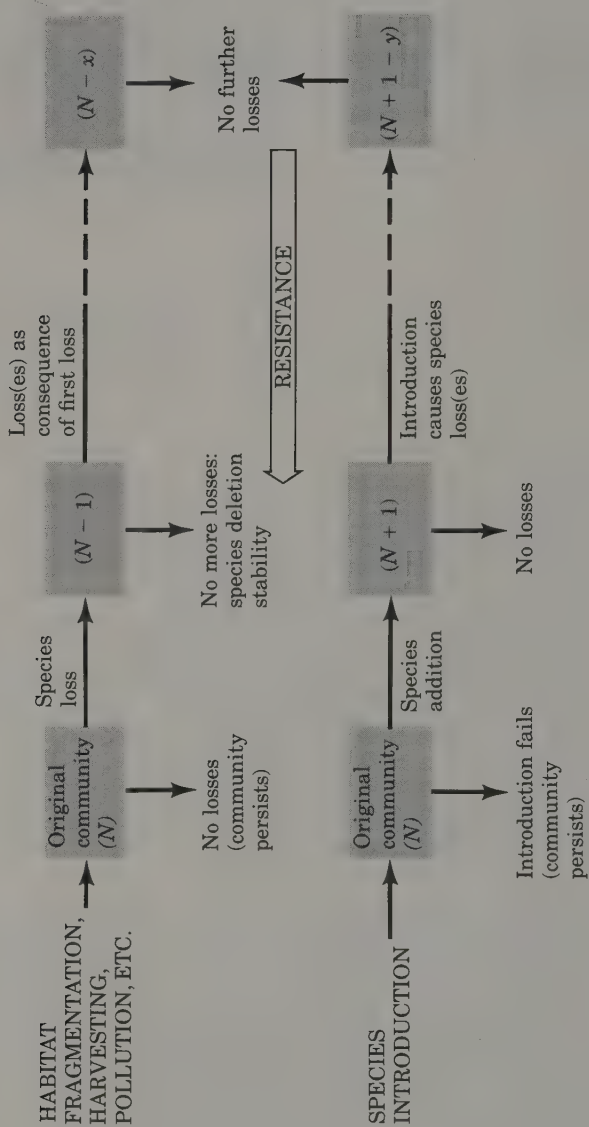 HABITAT
FRAGMENTATION,
HARVESTING,
POLLUTION, ETC.
Original
community
(N)
Species
loss
(N − 1)
Loss(es) as
consequence
of first loss
(N − x)
No losses
(community
persists)
No more losses:
species deletion
stability
No further
losses
RESISTANCE
SPECIES
INTRODUCTION
Original
community
(N)
Species
addition
(N + 1)
Introduction
causes species
loss(es)
(N + 1 − y)
Introduction fails
(community
persists)
No losses